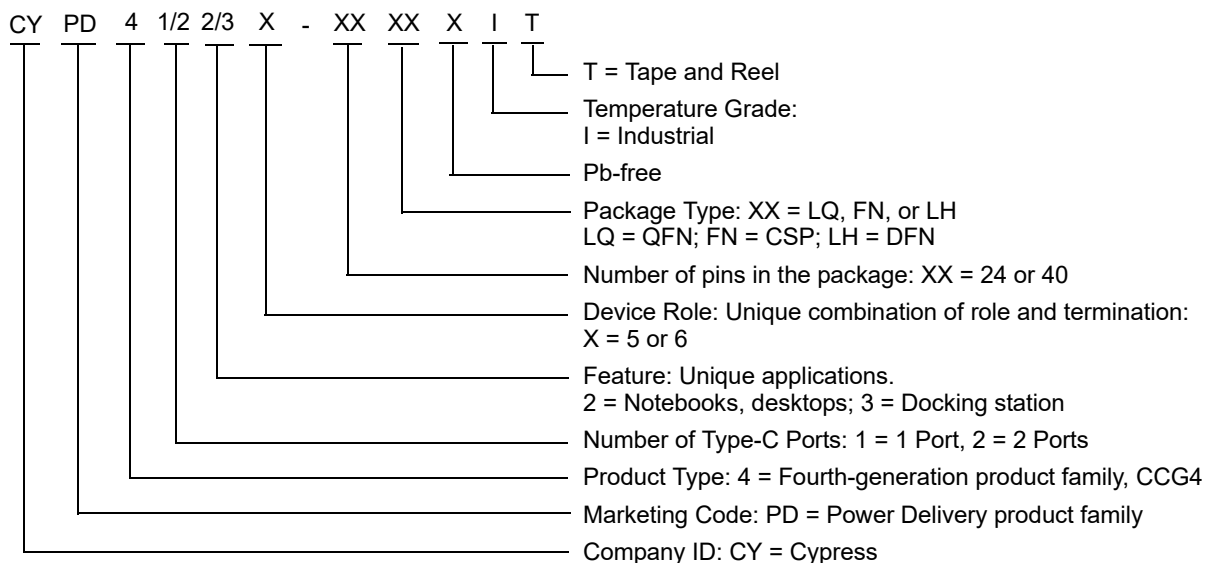 CY PD 4 1/2 2/3 X - XX XX X I T
T = Tape and Reel
Temperature Grade:
I = Industrial
Pb-free
Package Type: XX = LQ, FN, or LH
LQ = QFN; FN = CSP; LH = DFN
Number of pins in the package: XX = 24 or 40
Device Role: Unique combination of role and termination:
X = 5 or 6
Feature: Unique applications.
2 = Notebooks, desktops; 3 = Docking station
Number of Type-C Ports: 1 = 1 Port, 2 = 2 Ports
Product Type: 4 = Fourth-generation product family, CCG4
Marketing Code: PD = Power Delivery product family
Company ID: CY = Cypress